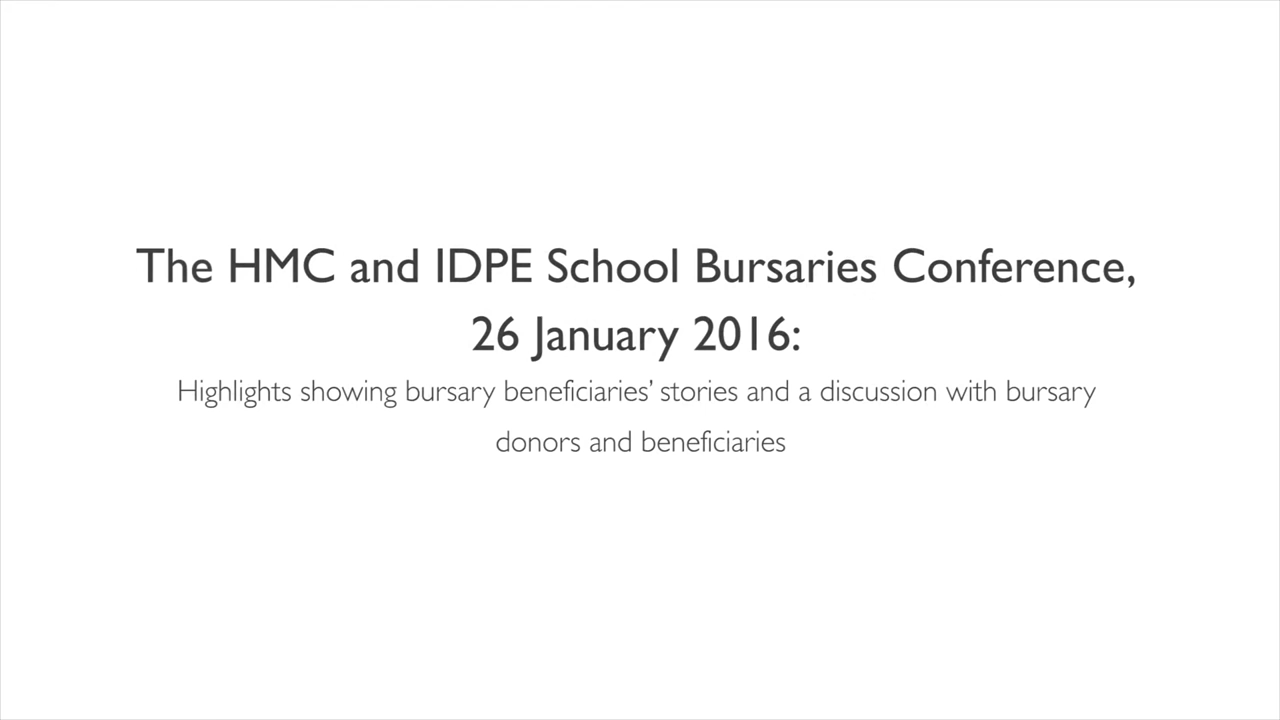 The HMC and IDPE School Bursaries Conference,
26 January 2016:
Highlights showing bursary beneficiaries’ stories and a discussion with bursary
donors and beneficiaries